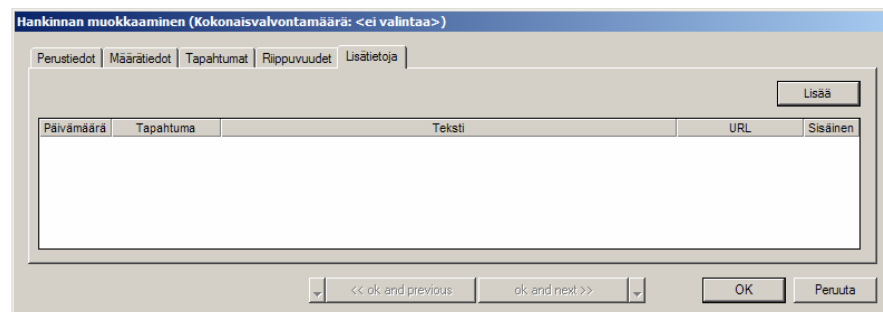 Hankinnan muokkaaminen (Kokonaisvalvontamäärä: <ei valintaa>)
Perustiedot Määrätiedot Tapahtumat Riippuvuudet Lisätietoja
Lisää
Päivämäärä Tapahtuma Teksti URL Sisäinen
<< ok and previous ok and next >> OK Peruuta